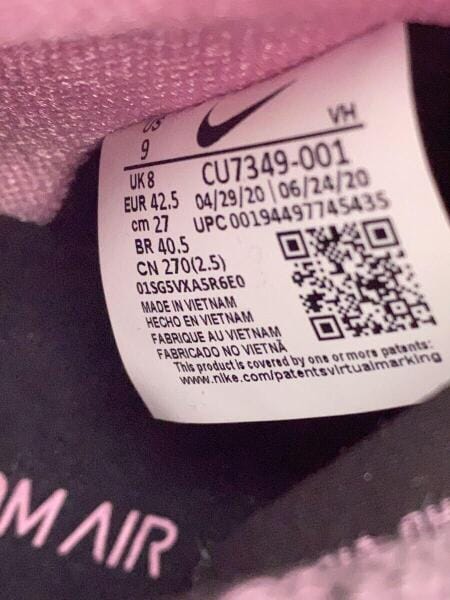 US VH
9
UK 8 CU7349-001
EUR 42.5 04/29/20 | 06/24/20
cm 27 UPC 00194497745435
BR 40.5
CN 270(2.5)
01SG5VXA5R6E0
MADE IN VIETNAM
HECHO EN VIETNAM
FABRIQUE AU VIETNAM
FABRICADO NO VIETNÃ
This product is covered by one or more patents:
www.nike.com/patentsvirtualmarking
OM AIR